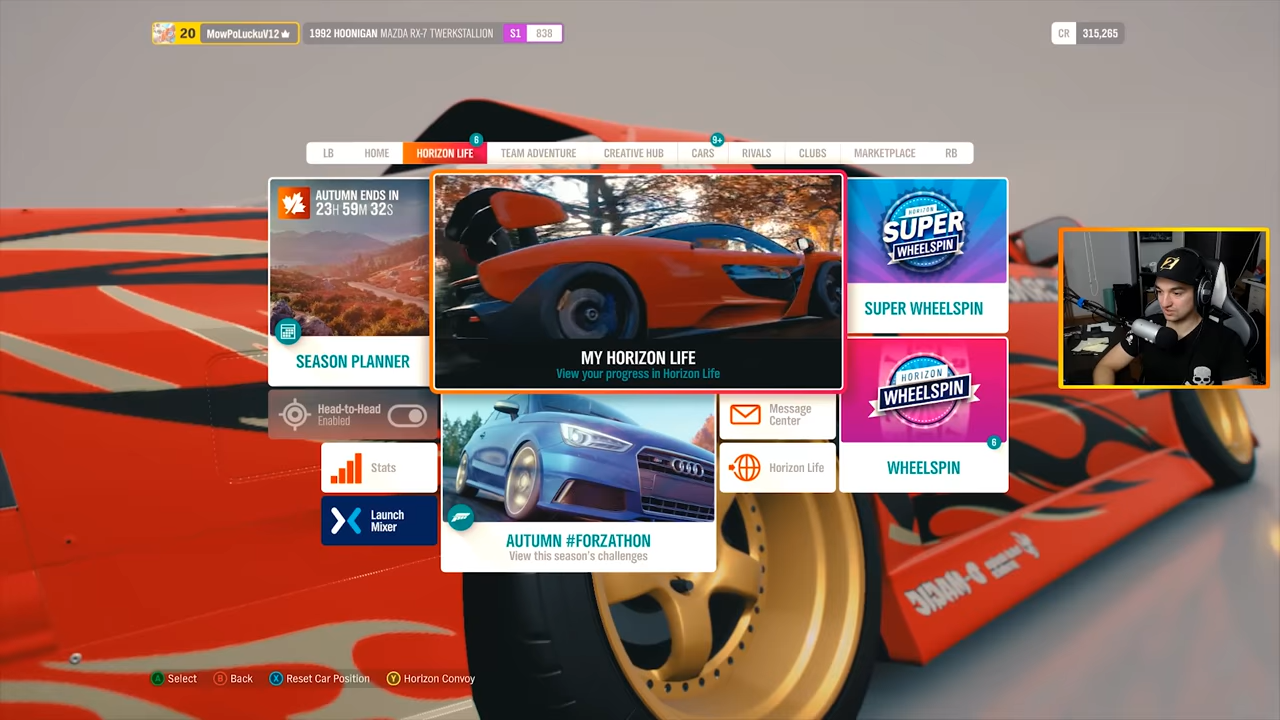 20 MowPoLuckuV12 1992 HOONIGAN MAZDA RX-7 TWERKSTALLION S1 838
CR 315,265
6
9+
LB HOME HORIZON LIFE TEAM ADVENTURE CREATIVE HUB CARS RIVALS CLUBS MARKETPLACE RB
AUTUMN ENDS IN
23H 59M 32S
SEASON PLANNER
MY HORIZON LIFE
View your progress in Horizon Life
HORIZON
SUPER
WHEELSPIN
SUPER WHEELSPIN
Head-to-Head
Enabled
Stats
Launch
Mixer
AUTUMN #FORZATHON
View this season's challenges
Message
Center
Horizon Life
HORIZON
WHEELSPIN
6
WHEELSPIN
A Select B Back X Reset Car Position Y Horizon Convoy